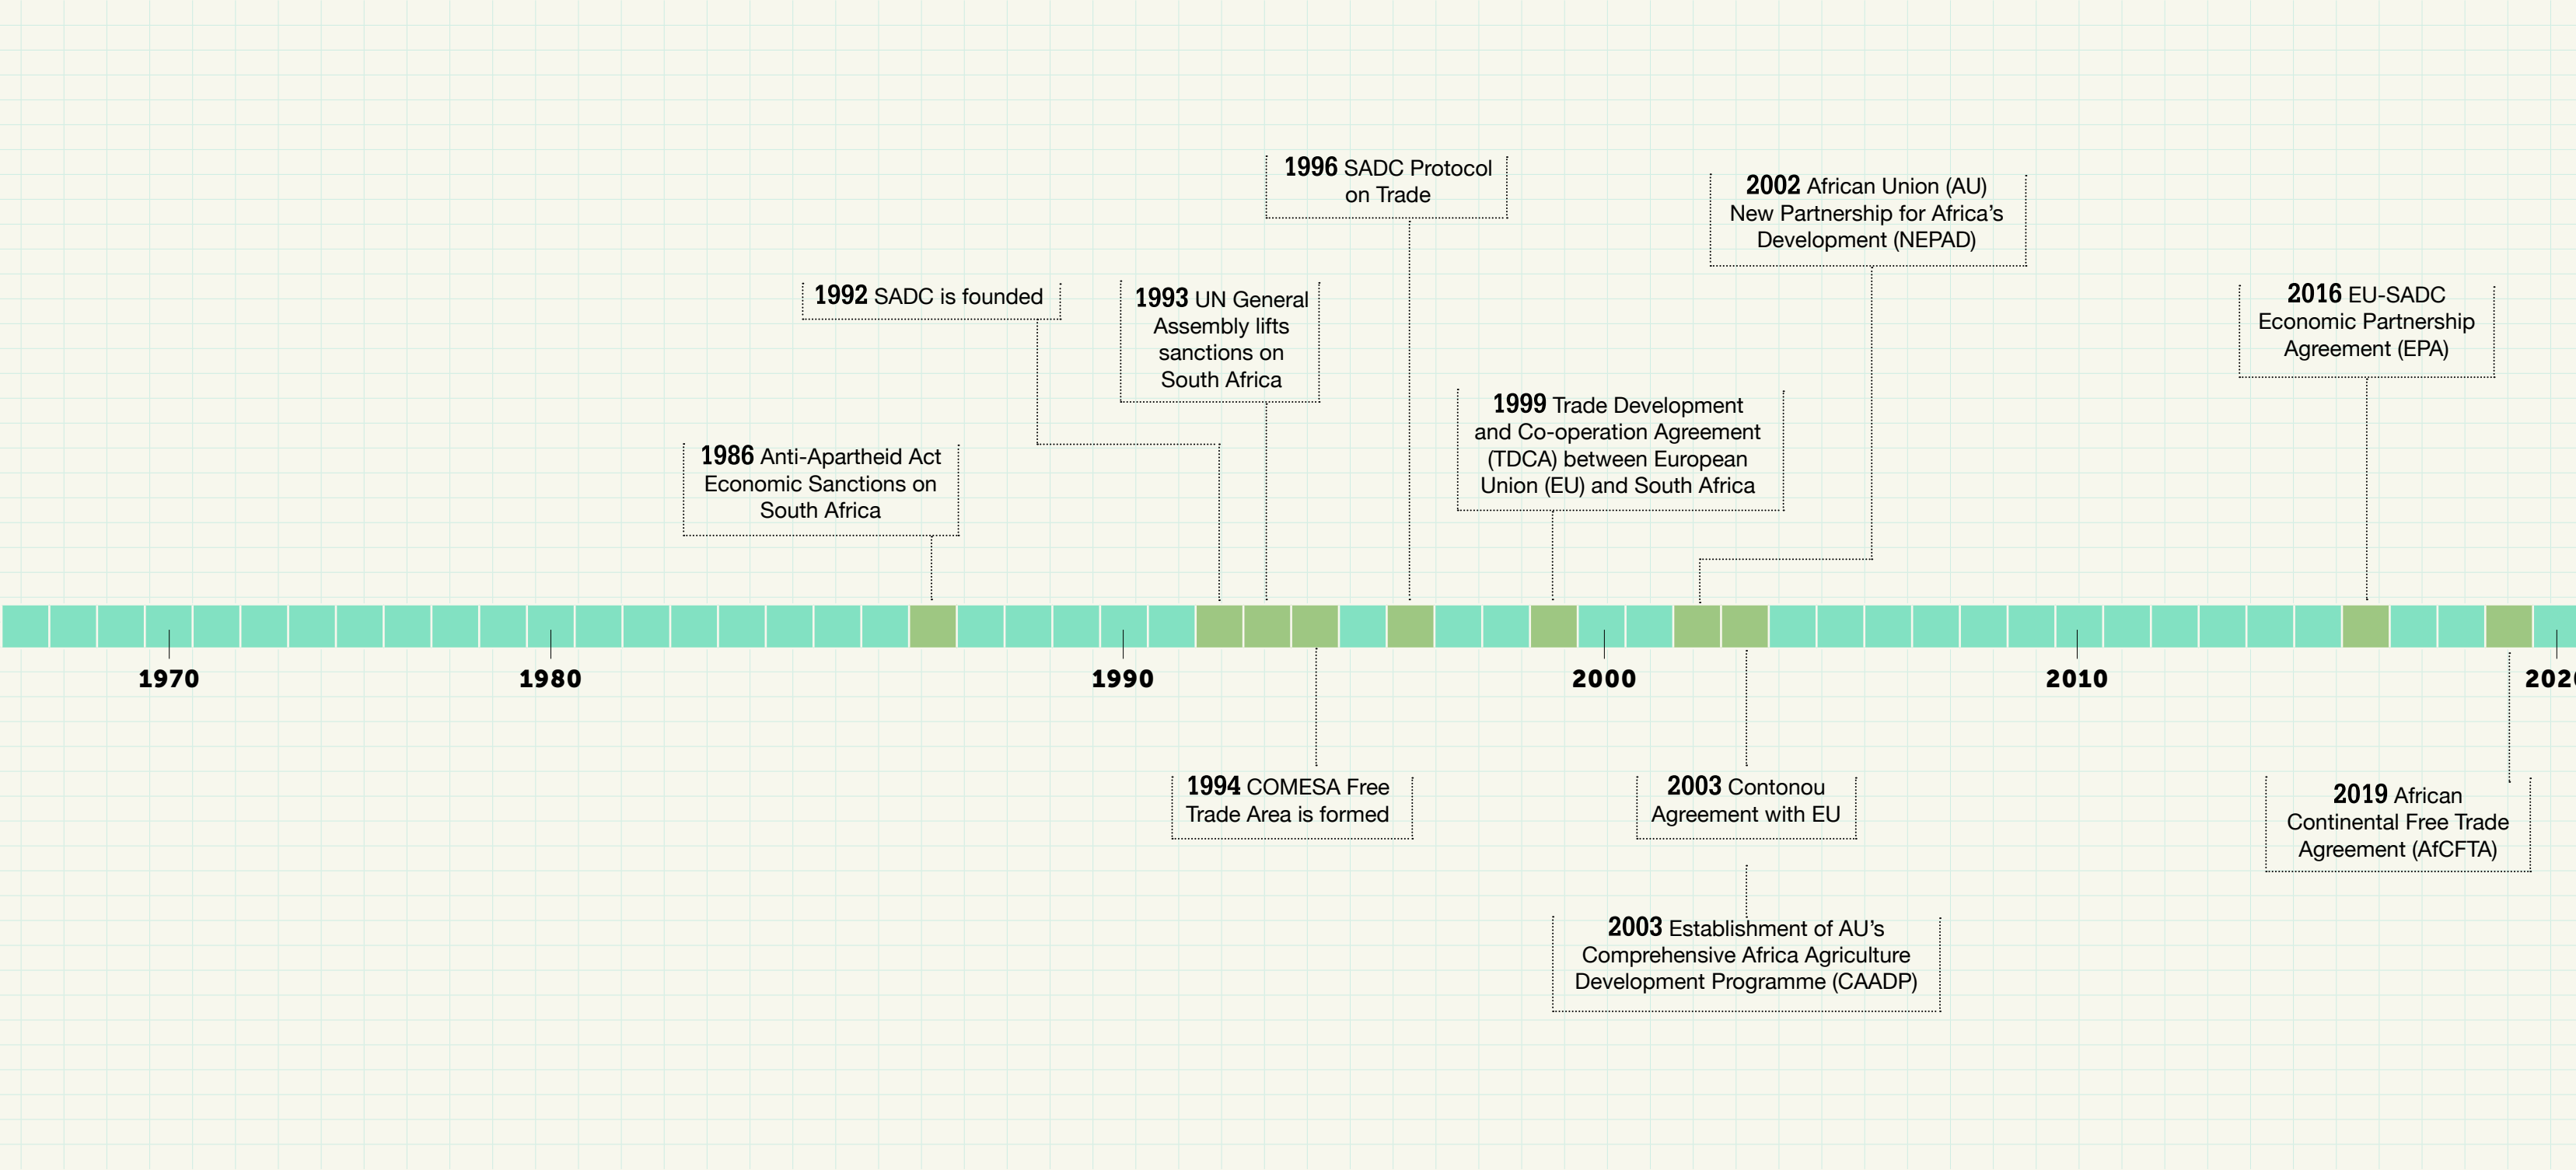 1996 SADC Protocol
on Trade
2002 African Union (AU)
New Partnership for Africa’s
Development (NEPAD)
1992 SADC is founded
1993 UN General
Assembly lifts
sanctions on
South Africa
2016 EU-SADC
Economic Partnership
Agreement (EPA)
1999 Trade Development
and Co-operation Agreement
(TDCA) between European
Union (EU) and South Africa
1986 Anti-Apartheid Act
Economic Sanctions on
South Africa
1970
1980
1990
2000
2010
202
1994 COMESA Free
Trade Area is formed
2003 Contonou
Agreement with EU
2019 African
Continental Free Trade
Agreement (AfCFTA)
2003 Establishment of AU’s
Comprehensive Africa Agriculture
Development Programme (CAADP)